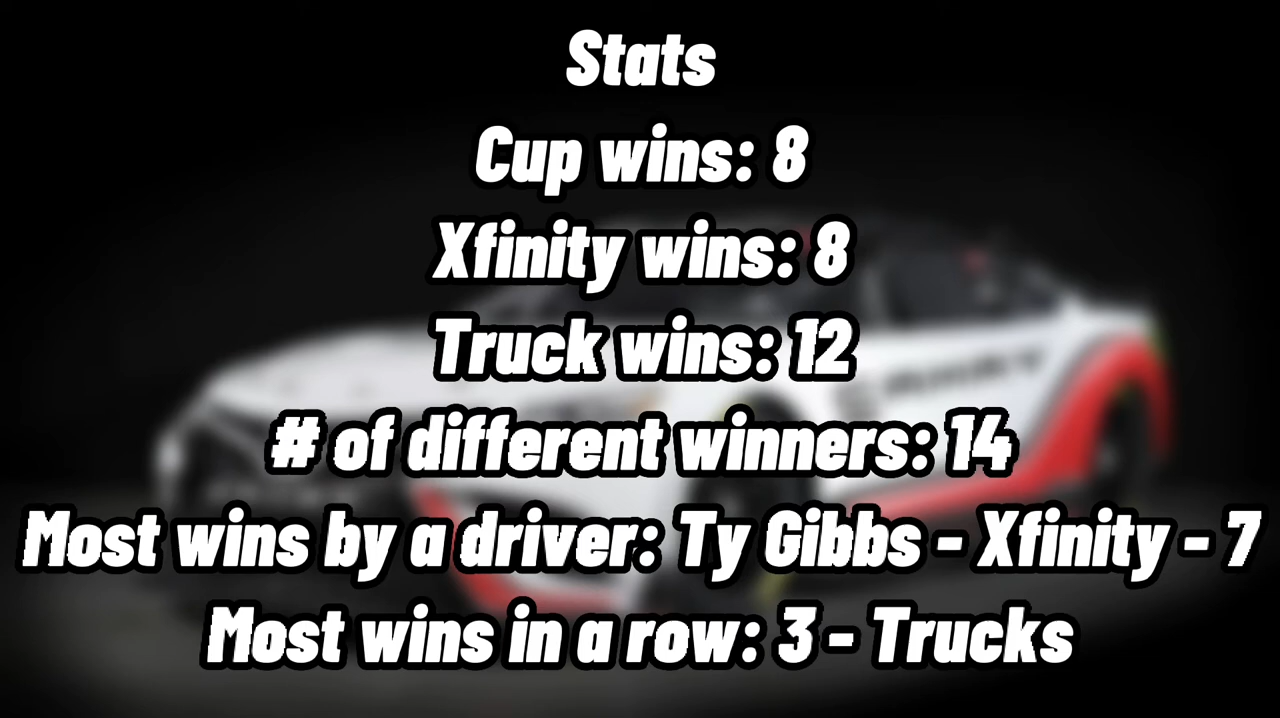 Stats
Cup wins: 8
Xfinity wins: 8
Truck wins: 12
# of different winners: 14
Most wins by a driver: Ty Gibbs - Xfinity - 7
Most wins in a row: 3 - Trucks